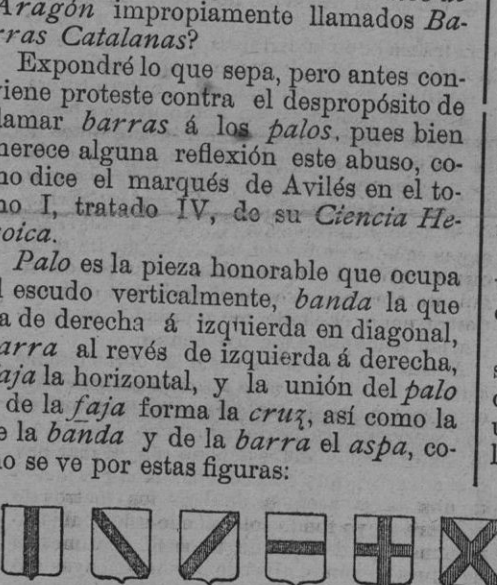 Aragón impropiamente llamados Ba-
rras Catalanas?
Expondré lo que sepa, pero antes con-
viene proteste contra el despropósito de
llamar barras á los palos, pues bien
merece alguna reflexión este abuso, co-
mo dice el marqués de Avilés en el to-
mo I, tratado IV, de su Ciencia He-
roica.
Palo es la pieza honorable que ocupa
el escudo verticalmente, banda la que
va de derecha á izquierda en diagonal,
barra al revés de izquierda á derecha,
faja la horizontal, y la unión del palo
y de la faja forma la cruz, así como la
de la banda y de la barra el aspa, co-
mo se ve por estas figuras: